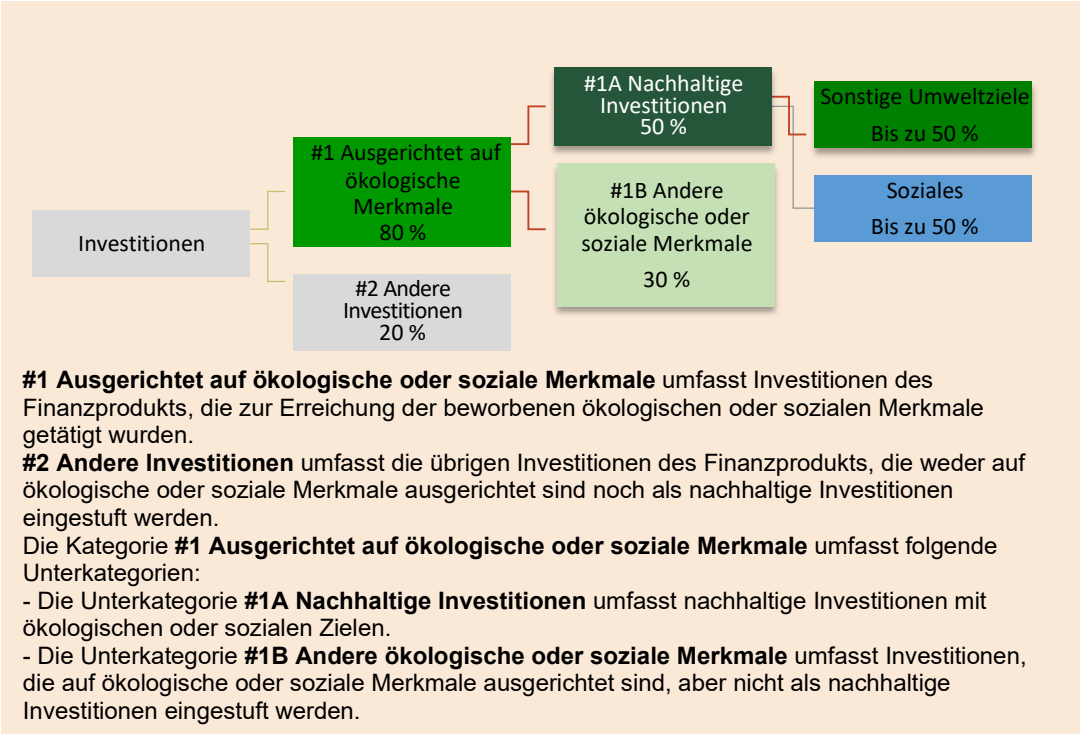 #1A Nachhaltige
Investitionen
50 %
Sonstige Umweltziele
Bis zu 50 %
#1 Ausgerichtet auf
ökologische
Merkmale
80 %
#1B Andere
ökologische oder
soziale Merkmale
30 %
Soziales
Bis zu 50 %
Investitionen
#2 Andere
Investitionen
20 %
#1 Ausgerichtet auf ökologische oder soziale Merkmale umfasst Investitionen des
Finanzprodukts, die zur Erreichung der beworbenen ökologischen oder sozialen Merkmale
getätigt wurden.
#2 Andere Investitionen umfasst die übrigen Investitionen des Finanzprodukts, die weder auf
ökologische oder soziale Merkmale ausgerichtet sind noch als nachhaltige Investitionen
eingestuft werden.
Die Kategorie #1 Ausgerichtet auf ökologische oder soziale Merkmale umfasst folgende
Unterkategorien:
- Die Unterkategorie #1A Nachhaltige Investitionen umfasst nachhaltige Investitionen mit
ökologischen oder sozialen Zielen.
- Die Unterkategorie #1B Andere ökologische oder soziale Merkmale umfasst Investitionen,
die auf ökologische oder soziale Merkmale ausgerichtet sind, aber nicht als nachhaltige
Investitionen eingestuft werden.